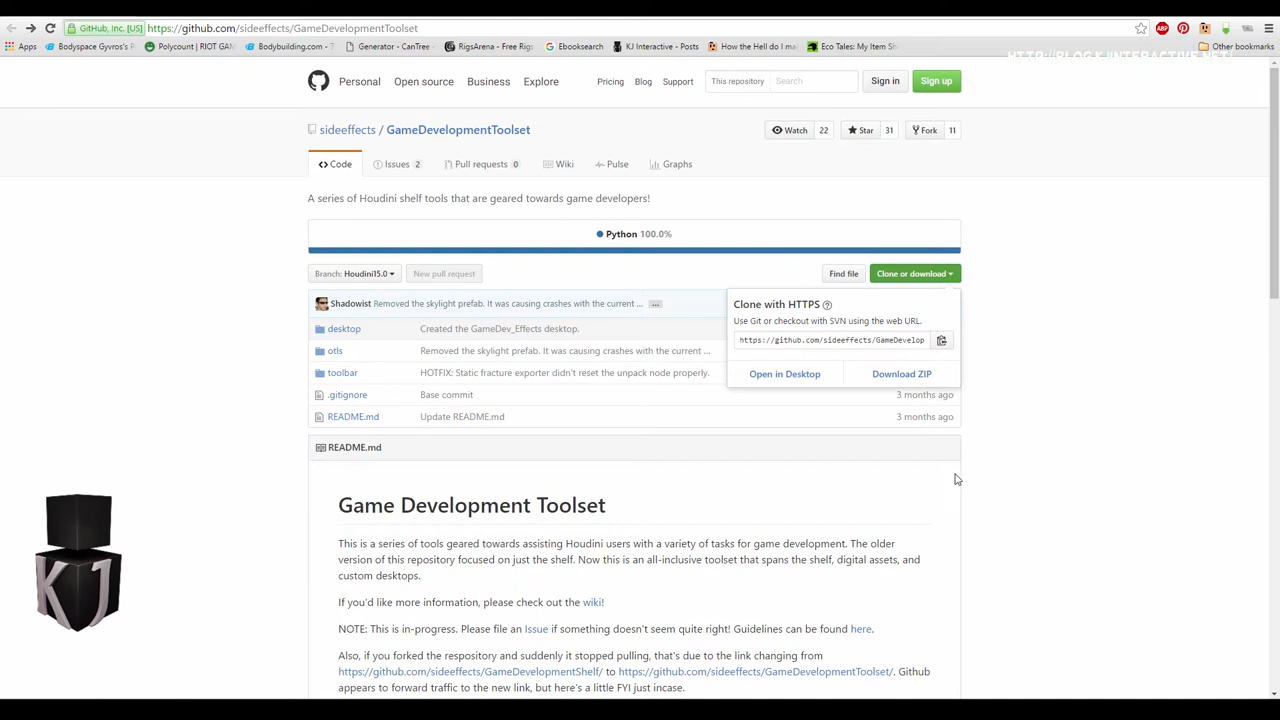 GitHub, Inc. [US] https://github.com/sideeffects/GameDevelopmentToolset
Apps Bodyspace Gyvros's P Polycount | RIOT GAM Bodybuilding.com - Generator - CanTree RigsArena - Free Rigs Ebooksearch KJ Interactive - Posts How the Hell do I ma Eco Tales: My Item Sh Other bookmarks
HTTP://BLOG.KJINTERACTIVE.NET/
Personal Open source Business Explore Pricing Blog Support This repository Search Sign in Sign up
sideeffects / GameDevelopmentToolset Watch 22 Star 31 Fork 11
Code Issues 2 Pull requests 0 Wiki Pulse Graphs
A series of Houdini shelf tools that are geared towards game developers!
Python 100.0%
Branch: Houdini15.0 New pull request Find file Clone or download
Shadowist Removed the skylight prefab. It was causing crashes with the current ... …
Clone with HTTPS
Use Git or checkout with SVN using the web URL.
desktop Created the GameDev_Effects desktop.
https://github.com/sideeffects/GameDevelop
otls Removed the skylight prefab. It was causing crashes with the current ...
toolbar HOTFIX: Static fracture exporter didn't reset the unpack node properly.
Open in Desktop Download ZIP
.gitignore Base commit 3 months ago
README.md Update README.md 3 months ago
README.md
Game Development Toolset
This is a series of tools geared towards assisting Houdini users with a variety of tasks for game development. The older
version of this repository focused on just the shelf. Now this is an all-inclusive toolset that spans the shelf, digital assets, and
custom desktops.
If you'd like more information, please check out the wiki!
NOTE: This is in-progress. Please file an Issue if something doesn't seem quite right! Guidelines can be found here.
Also, if you forked the respository and suddenly it stopped pulling, that's due to the link changing from
https://github.com/sideeffects/GameDevelopmentShelf/ to https://github.com/sideeffects/GameDevelopmentToolset/. Github
appears to forward traffic to the new link, but here's a little FYI just incase.
KJ